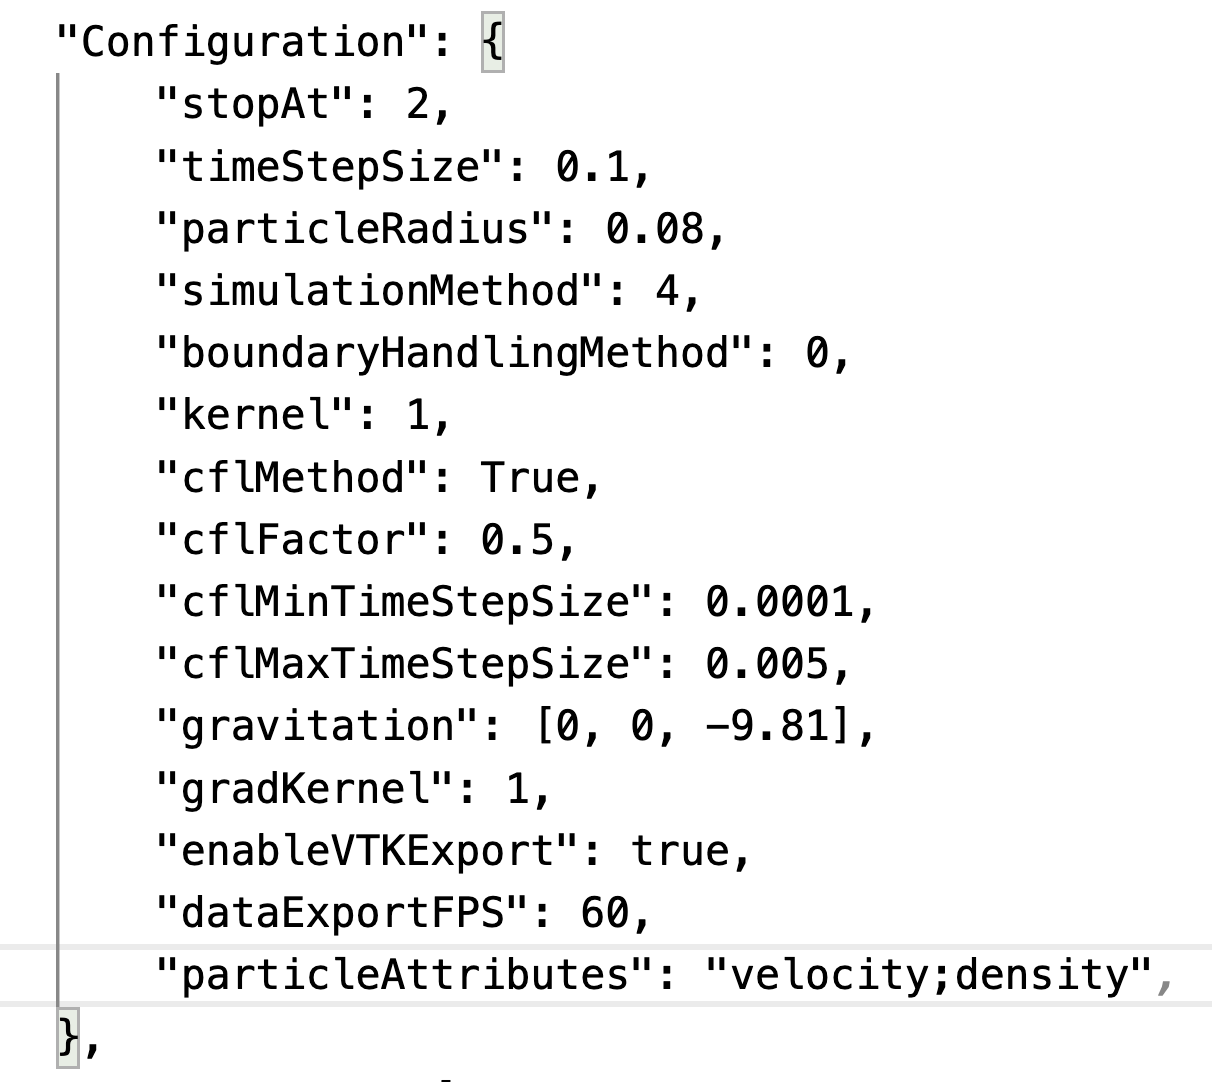 "Configuration": {
"stopAt": 2,
"timeStepSize": 0.1,
"particleRadius": 0.08,
"simulationMethod": 4,
"boundaryHandlingMethod": 0,
"kernel": 1,
"cflMethod": True,
"cflFactor": 0.5,
"cflMinTimeStepSize": 0.0001,
"cflMaxTimeStepSize": 0.005,
"gravitation": [0, 0, −9.81],
"gradKernel": 1,
"enableVTKExport": true,
"dataExportFPS": 60,
"particleAttributes": "velocity;density",
},